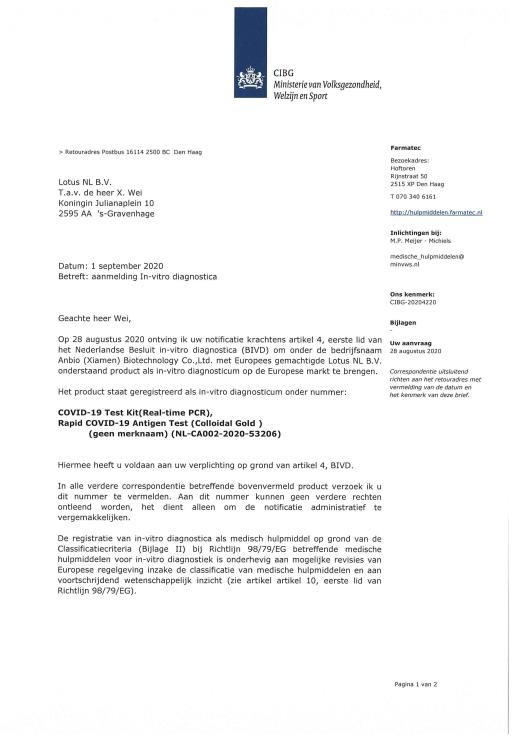 CIBG
Ministerie van Volksgezondheid,
Welzijn en Sport
> Retouradres Postbus 16114 2500 BC Den Haag
Lotus NL B.V.
T.a.v. de heer X. Wei
Koningin Julianaplein 10
2595 AA 's-Gravenhage
Datum: 1 september 2020
Betreft: aanmelding In-vitro diagnostica
Farmatec
Bezoekadres:
Hoftoren
Rijnstraat 50
2515 XP Den Haag
T 070 340 6161
http://hulpmiddelen.farmatec.nl
Inlichtingen bij:
M.P. Meijer - Michiels
medische_hulpmiddelen@
minvws.nl
Ons kenmerk:
CIBG-20204220
Bijlagen
-
Uw aanvraag
28 augustus 2020
Correspondentie uitsluitend
richten aan het retouradres met
vermelding van de datum en
het kenmerk van deze brief.
Geachte heer Wei,
Op 28 augustus 2020 ontving ik uw notificatie krachtens artikel 4, eerste lid van
het Nederlandse Besluit in-vitro diagnostica (BIVD) om onder de bedrijfsnaam
Anbio (Xiamen) Biotechnology Co.,Ltd. met Europees gemachtigde Lotus NL B.V.
onderstaand product als in-vitro diagnosticum op de Europese markt te brengen.
Het product staat geregistreerd als in-vitro diagnosticum onder nummer:
COVID-19 Test Kit(Real-time PCR),
Rapid COVID-19 Antigen Test (Colloidal Gold )
(geen merknaam) (NL-CA002-2020-53206)
Hiermee heeft u voldaan aan uw verplichting op grond van artikel 4, BIVD.
In alle verdere correspondentie betreffende bovenvermeld product verzoek ik u
dit nummer te vermelden. Aan dit nummer kunnen geen verdere rechten
ontleend worden, het dient alleen om de notificatie administratief te
vergemakkelijken.
De registratie van in-vitro diagnostica als medisch hulpmiddel op grond van de
Classificatiecriteria (Bijlage II) bij Richtlijn 98/79/EG betreffende medische
hulpmiddelen voor in-vitro diagnostiek is onderhevig aan mogelijke revisies van
Europese regelgeving inzake de classificatie van medische hulpmiddelen en aan
voortschrijdend wetenschappelijk inzicht (zie artikel artikel 10, eerste lid van
Richtlijn 98/79/EG).
Pagina 1 van 2